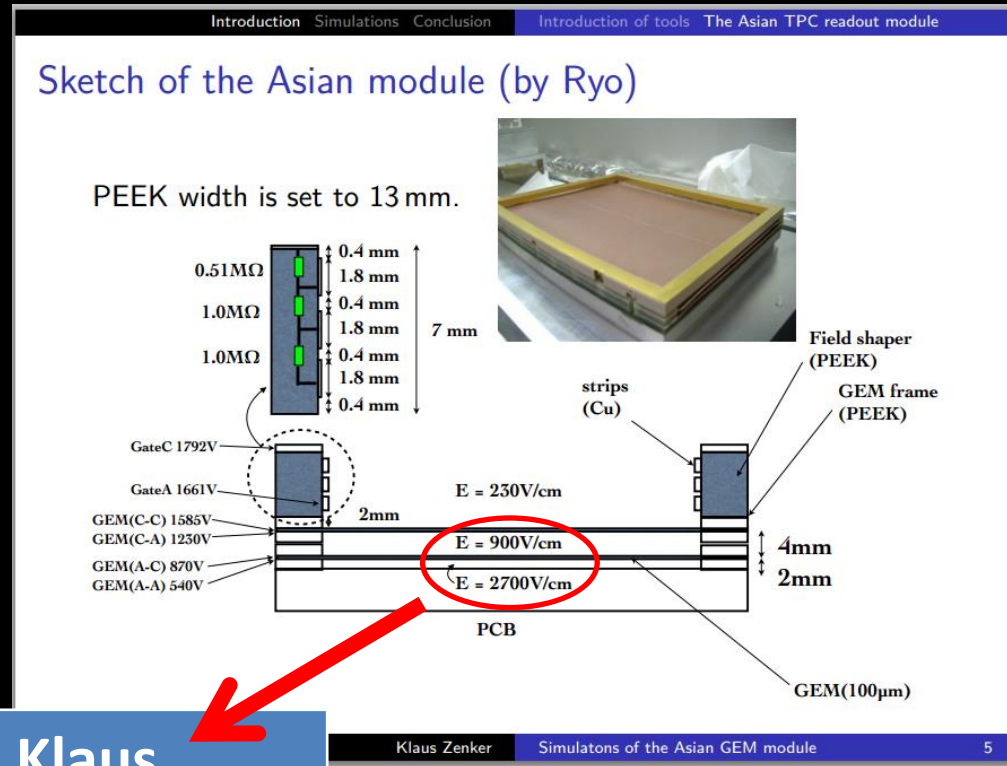 Introduction Simulations Conclusion Introduction of tools The Asian TPC readout module
Sketch of the Asian module (by Ryo)
PEEK width is set to 13 mm.
0.51MΩ
1.0MΩ
1.0MΩ
0.4 mm
1.8 mm
0.4 mm
1.8 mm
0.4 mm
1.8 mm
0.4 mm
7 mm
Field shaper
(PEEK)
GEM frame
(PEEK)
strips
(Cu)
GateC 1792V
GateA 1661V
GEM(C-C) 1585V
GEM(C-A) 1230V
GEM(A-C) 870V
GEM(A-A) 540V
2mm
E = 230V/cm
E = 900V/cm
E = 2700V/cm
4mm
2mm
PCB
GEM(100μm)
Klaus
Klaus Zenker Simulatons of the Asian GEM module 5